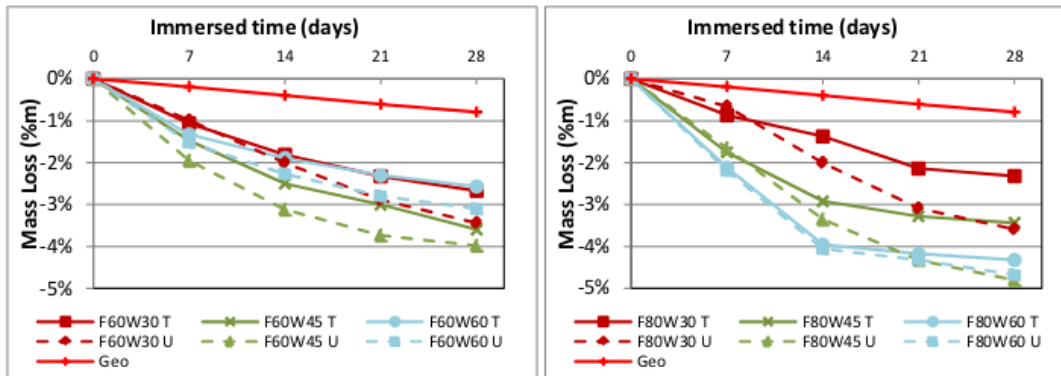 Immersed time (days)
0 7 14 21 28
0%
-1%
-2%
-3%
-4%
-5%
Mass Loss (%m)
F60W30 T F60W45 T F60W60 T
F60W30 U F60W45 U F60W60 U
Geo
Immersed time (days)
0 7 14 21 28
0%
-1%
-2%
-3%
-4%
-5%
Mass Loss (%m)
F80W30 T F80W45 T F80W60 T
F80W30 U F80W45 U F80W60 U
Geo